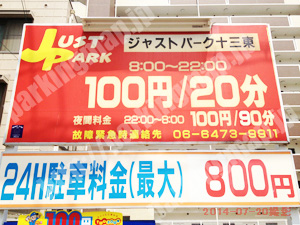 JUST PARK
ジャストパーク十三東
8:00~22:00
100円/20分
夜間料金 22:00~8:00 100円/90分
故障緊急時連絡先 06-6473-9911
24H駐車料金(最大) 800円
100